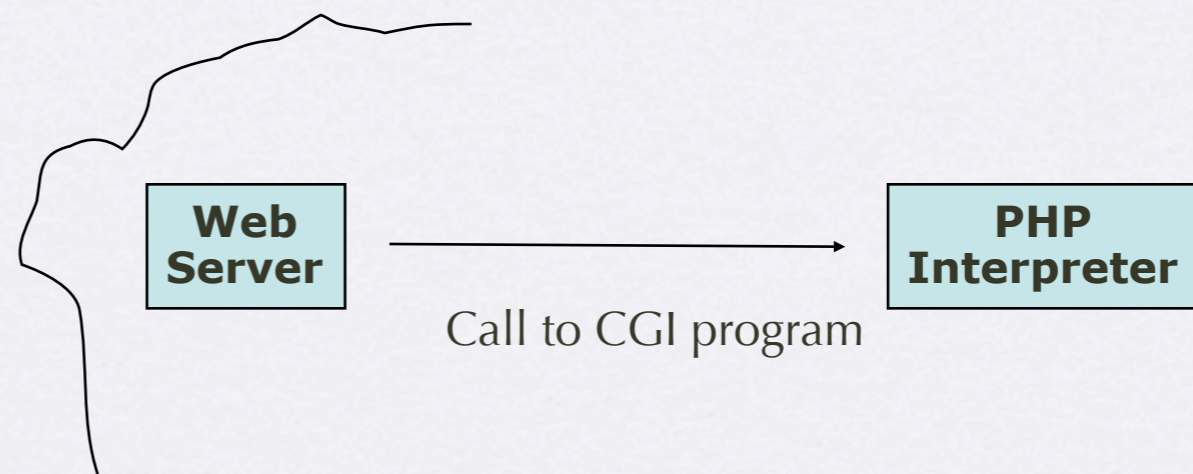 Web
Server
PHP
Interpreter
Call to CGI program